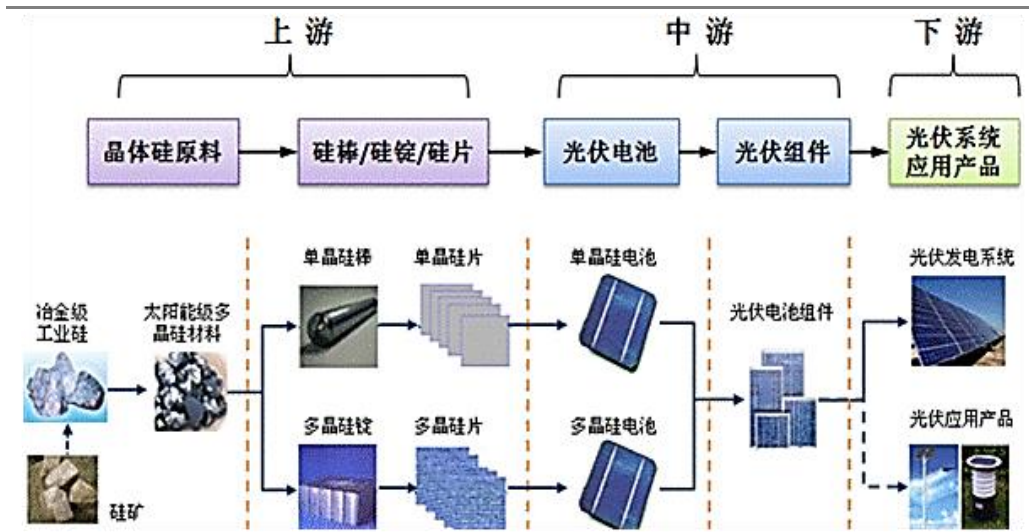 上游
中游
下游
晶体硅原料
硅棒/硅锭/硅片
光伏电池
光伏组件
光伏系统
应用产品
单晶硅棒
单晶硅片
单晶硅电池
光伏发电系统
冶金级
工业硅
太阳能级多
晶硅材料
光伏电池组件
多晶硅锭
多晶硅片
多晶硅电池
光伏应用产品
硅矿